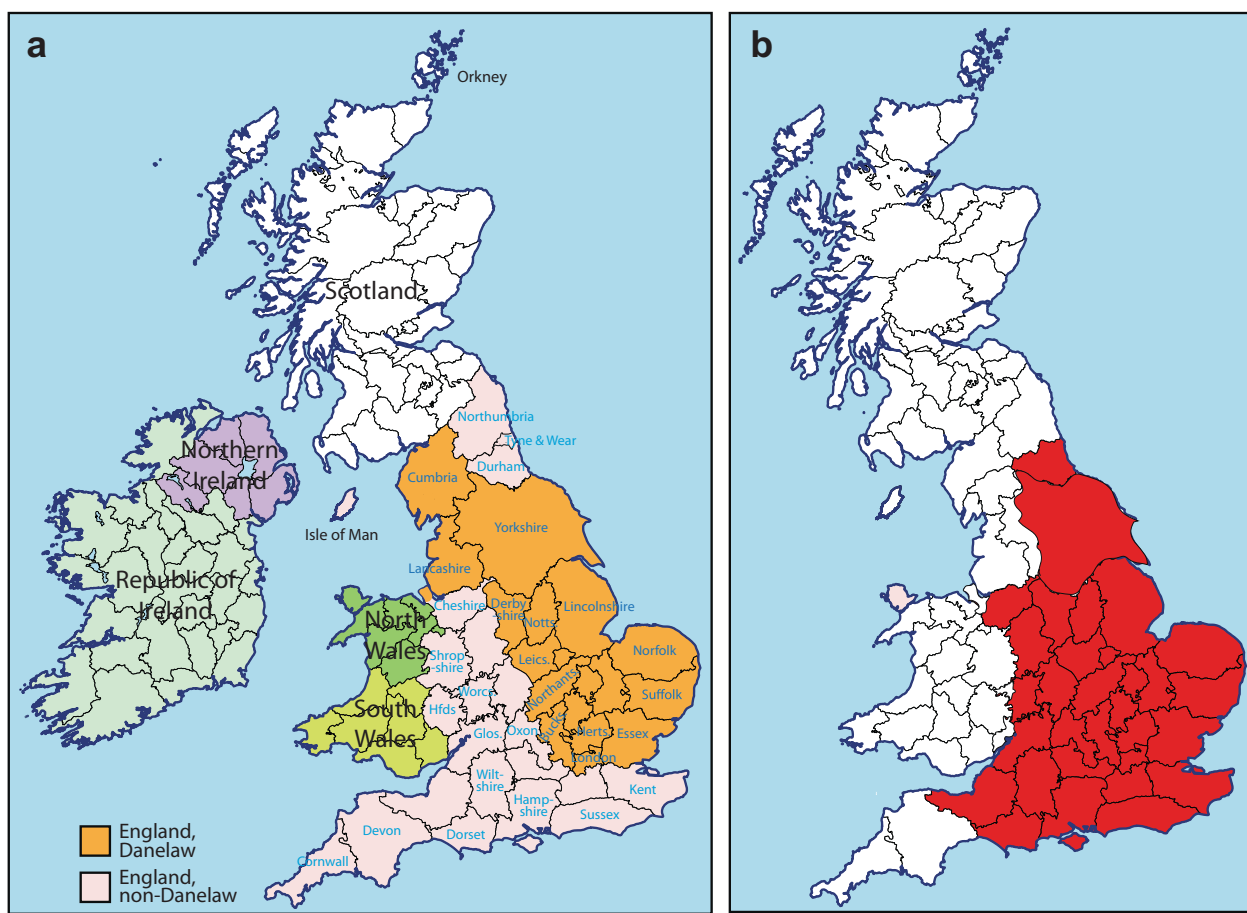 a
b
Orkney
Scotland
Northumbria
Tyne & Wear
Durham
Northern
Ireland
Cumbria
Isle of Man
Yorkshire
Republic of
Ireland
Lancashire
Cheshire
Derby
shire
Notts.
Lincolnshire
North
Wales
Shrop
-shire
Leics.
Norfolk
Northants
Suffolk
Worcs
Hfds
South
Wales
Glos.
Oxon
Bucks
Herts
Essex
London
Wilt-
shire
Hamp-
shire
Kent
Sussex
Devon
Dorset
Cornwall
England,
Danelaw
England,
non-Danelaw